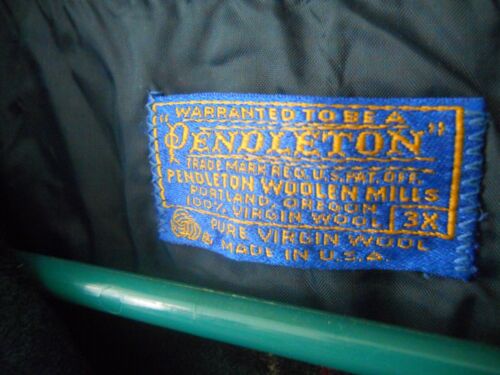 WARRANTED TO BE A
"PENDLETON"
TRADE MARK REG. U.S. PAT. OFF.
PENDLETON WOOLEN MILLS
PORTLAND, OREGON
100% VIRGIN WOOL
3X
PURE VIRGIN WOOL
MADE IN U.S.A.